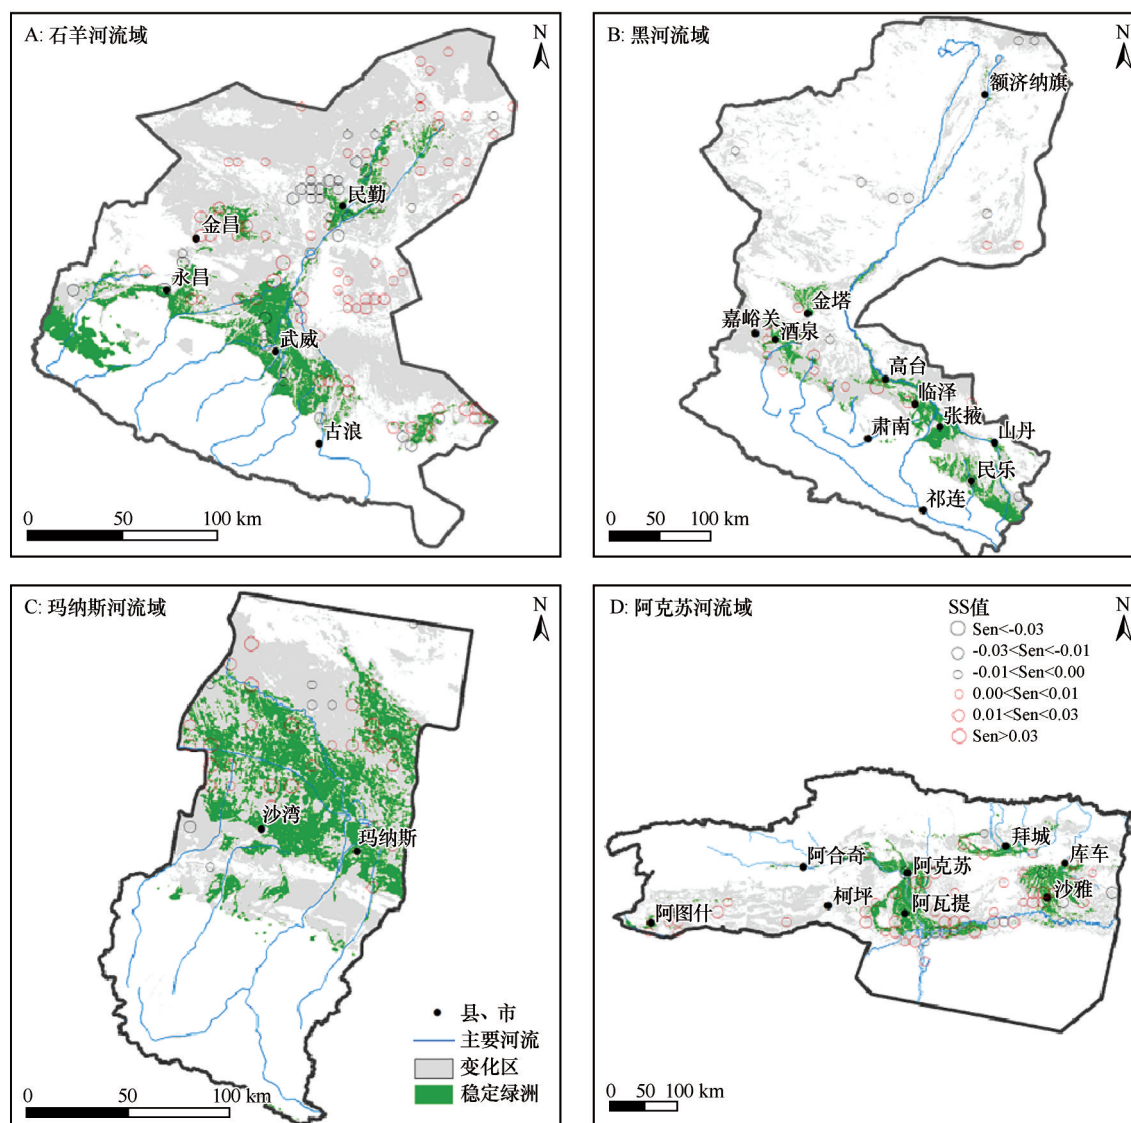 A: 石羊河流域
N
民勤
金昌
永昌
武威
古浪
0 50 100 km
B: 黑河流域
N
额济纳旗
金塔
嘉峪关
酒泉
高台
临泽
张掖
肃南
山丹
民乐
祁连
0 50 100 km
C: 玛纳斯河流域
N
沙湾
玛纳斯
县、市
主要河流
变化区
稳定绿洲
0 50 100 km
D: 阿克苏河流域
N
SS值
Sen<-0.03
-0.03<Sen<-0.01
-0.01<Sen<0.00
0.00<Sen<0.01
0.01<Sen<0.03
Sen>0.03
拜城
阿合奇
阿克苏
库车
柯坪
阿瓦提
沙雅
阿图什
0 50 100 km